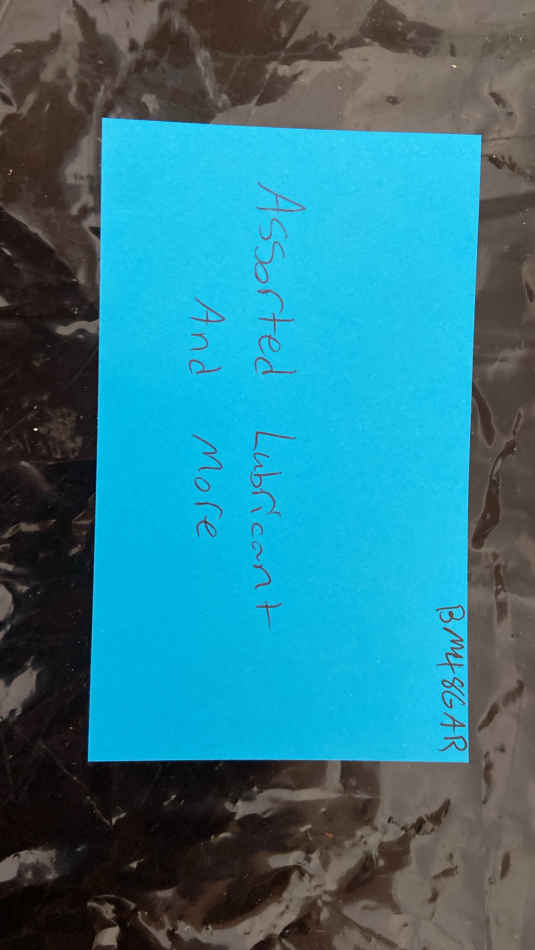 BM48GAR
Assorted Lubricant
And More